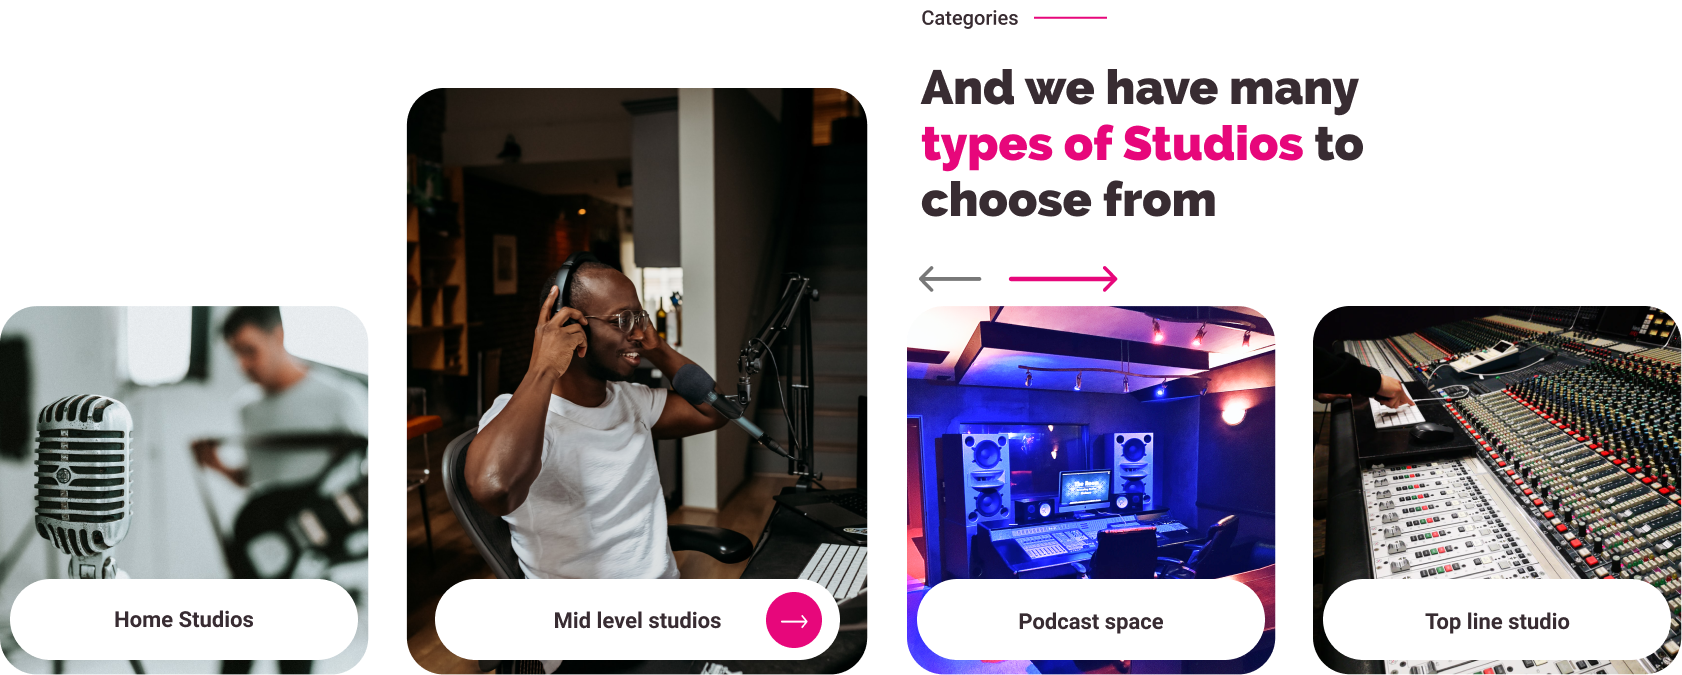 Categories
And we have many
types of Studios to
choose from
Home Studios
Mid level studios
Podcast space
Top line studio